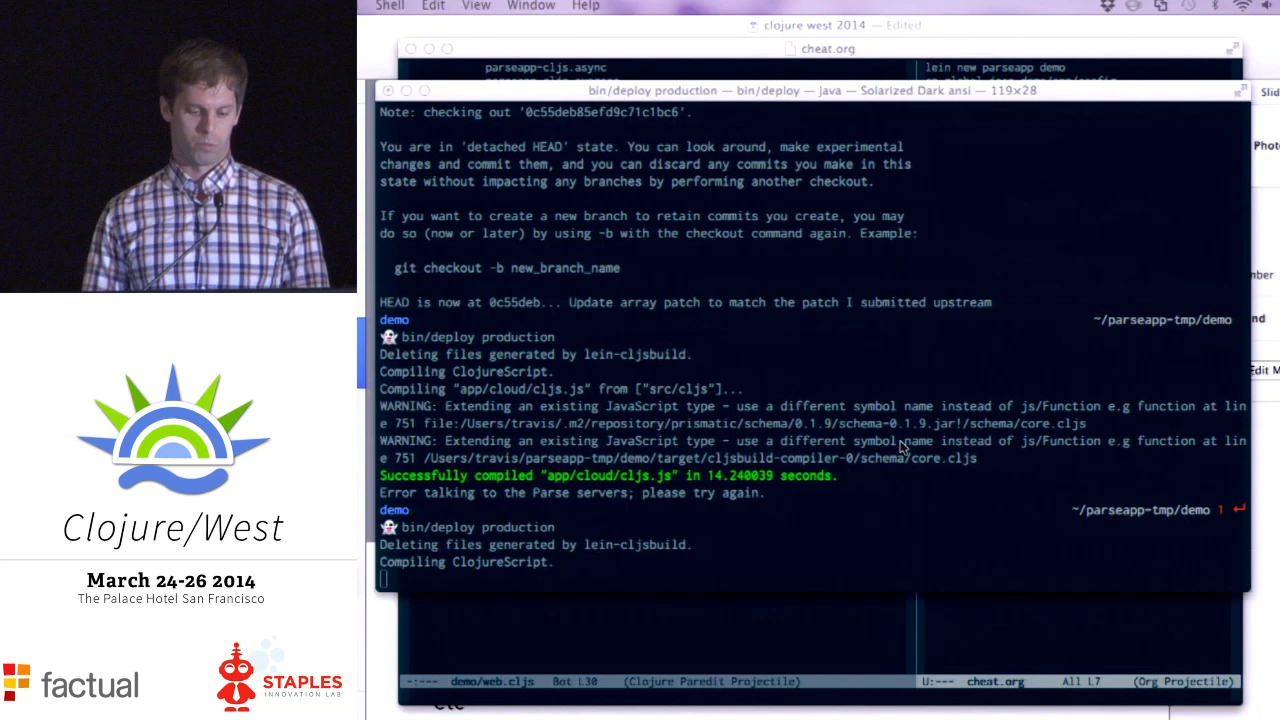 Shell Edit View Window Help
clojure west 2014 — Edited
cheat.org
parseapp-cljs.async
lein new parseapp demo
bin/deploy production — bin/deploy — java — Solarized Dark ansi — 119×28
Note: checking out '0c55deb85efd9c71c1bc6'.
You are in 'detached HEAD' state. You can look around, make experimental
changes and commit them, and you can discard any commits you make in this
state without impacting any branches by performing another checkout.
If you want to create a new branch to retain commits you create, you may
do so (now or later) by using -b with the checkout command again. Example:
git checkout -b new_branch_name
HEAD is now at 0c55deb... Update array patch to match the patch I submitted upstream
demo ~/parseapp-tmp/demo
bin/deploy production
Deleting files generated by lein-cljsbuild.
Compiling ClojureScript.
Compiling "app/cloud/cljs.js" from ["src/cljs"]...
WARNING: Extending an existing JavaScript type - use a different symbol name instead of js/Function e.g function at lin
e 751 file:/Users/travis/.m2/repository/prismatic/schema/0.1.9/schema-0.1.9.jar!/schema/core.cljs
WARNING: Extending an existing JavaScript type - use a different symbol name instead of js/Function e.g function at lin
e 751 /Users/travis/parseapp-tmp/demo/target/cljsbuild-compiler-0/schema/core.cljs
Successfully compiled "app/cloud/cljs.js" in 14.240039 seconds.
Error talking to the Parse servers; please try again.
demo ~/parseapp-tmp/demo 1 ↵
bin/deploy production
Deleting files generated by lein-cljsbuild.
Compiling ClojureScript.
-:--- demo/web.cljs Bot L30 (Clojure Paredit Projectile)
U:--- cheat.org All L7 (Org Projectile)
Slid
Photo
mber
nd
Edit M
Clojure/West
March 24-26 2014
The Palace Hotel San Francisco
factual
STAPLES
INNOVATION LAB